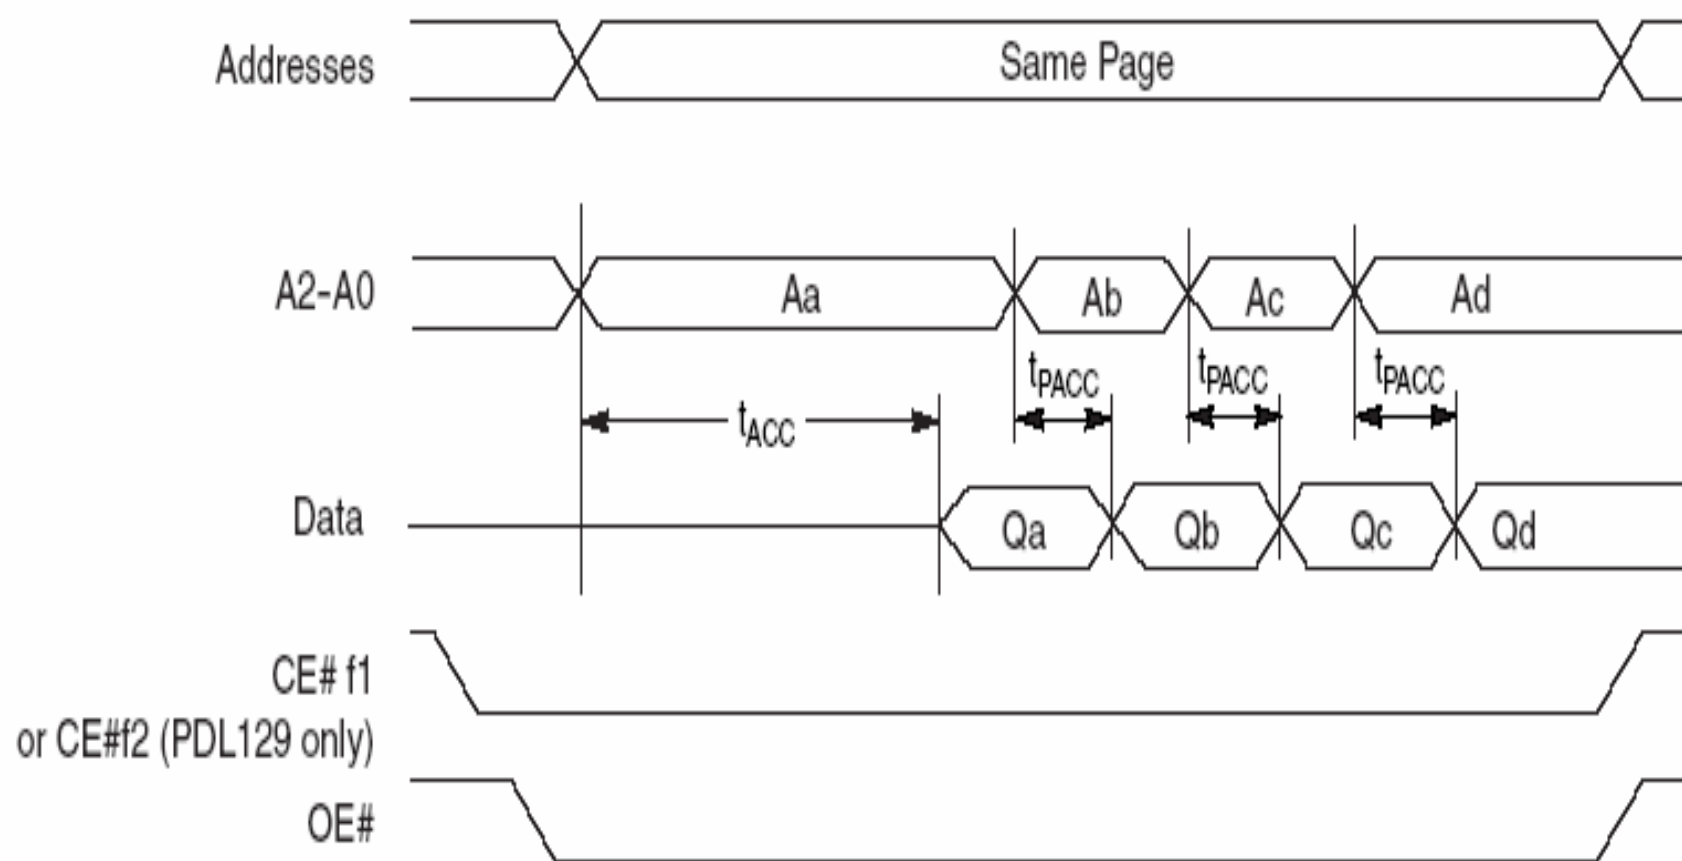 Addresses
Same Page
A2-A0
Aa
Ab
Ac
Ad
tACC
tPACC
tPACC
tPACC
Data
Qa
Qb
Qc
Qd
CE# f1
or CE#f2 (PDL129 only)
OE#